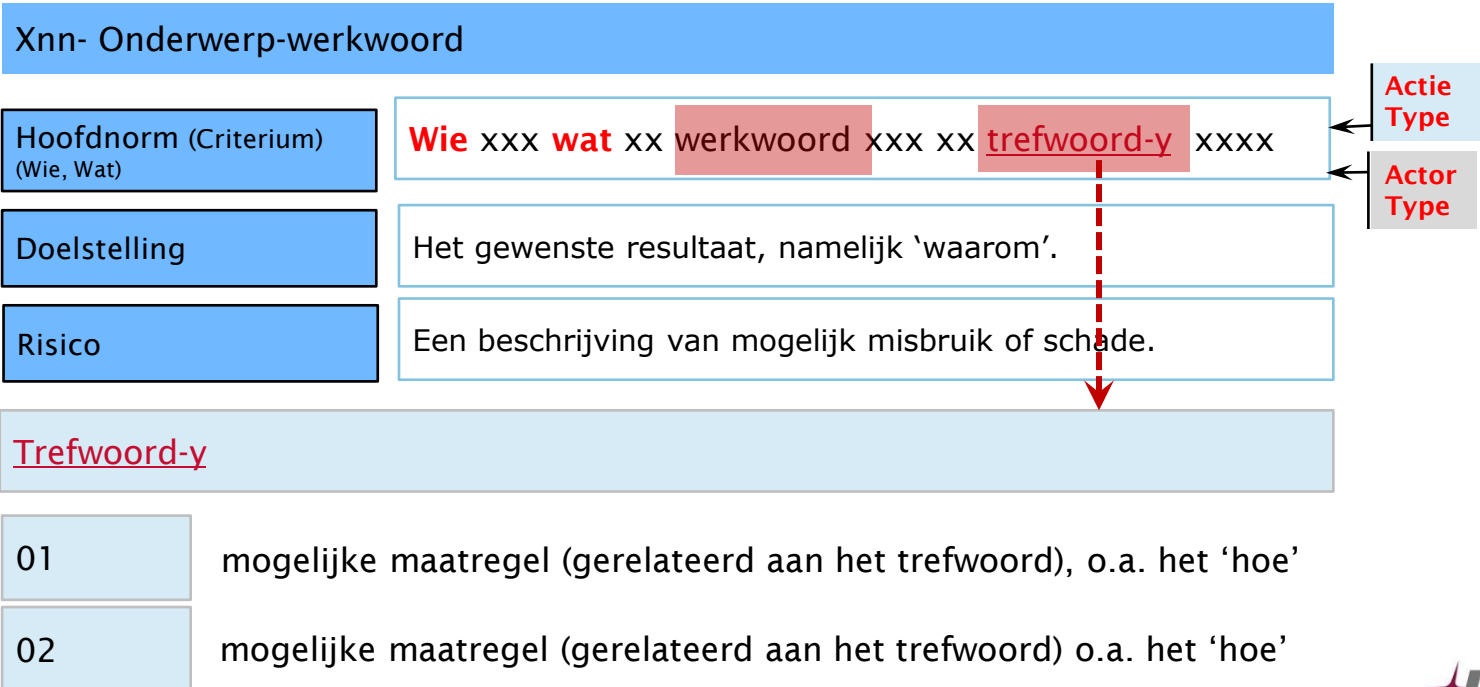 Xnn- Onderwerp-werkwoord
Actie
Type
Hoofdnorm (Criterium)
(Wie, Wat)
Wie xxx wat xx werkwoord xxx xx trefwoord-y xxxx
Actor
Type
Doelstelling
Het gewenste resultaat, namelijk ‘waarom’.
Risico
Een beschrijving van mogelijk misbruik of schade.
Trefwoord-y
01
mogelijke maatregel (gerelateerd aan het trefwoord), o.a. het ‘hoe’
02
mogelijke maatregel (gerelateerd aan het trefwoord) o.a. het ‘hoe’